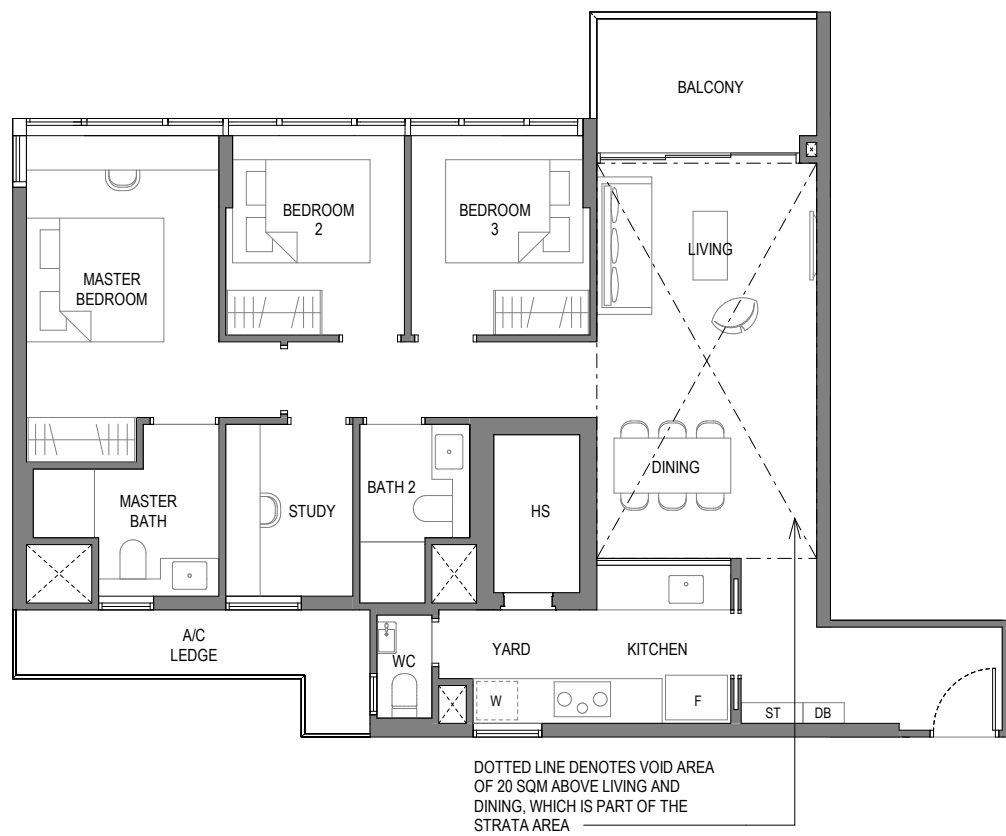 BALCONY
BEDROOM
2
BEDROOM
3
LIVING
MASTER
BEDROOM
DINING
MASTER
BATH
STUDY
BATH 2
HS
A/C
LEDGE
WC
YARD
KITCHEN
W
F
ST
DB
DOTTED LINE DENOTES VOID AREA
OF 20 SQM ABOVE LIVING AND
DINING, WHICH IS PART OF THE
STRATA AREA